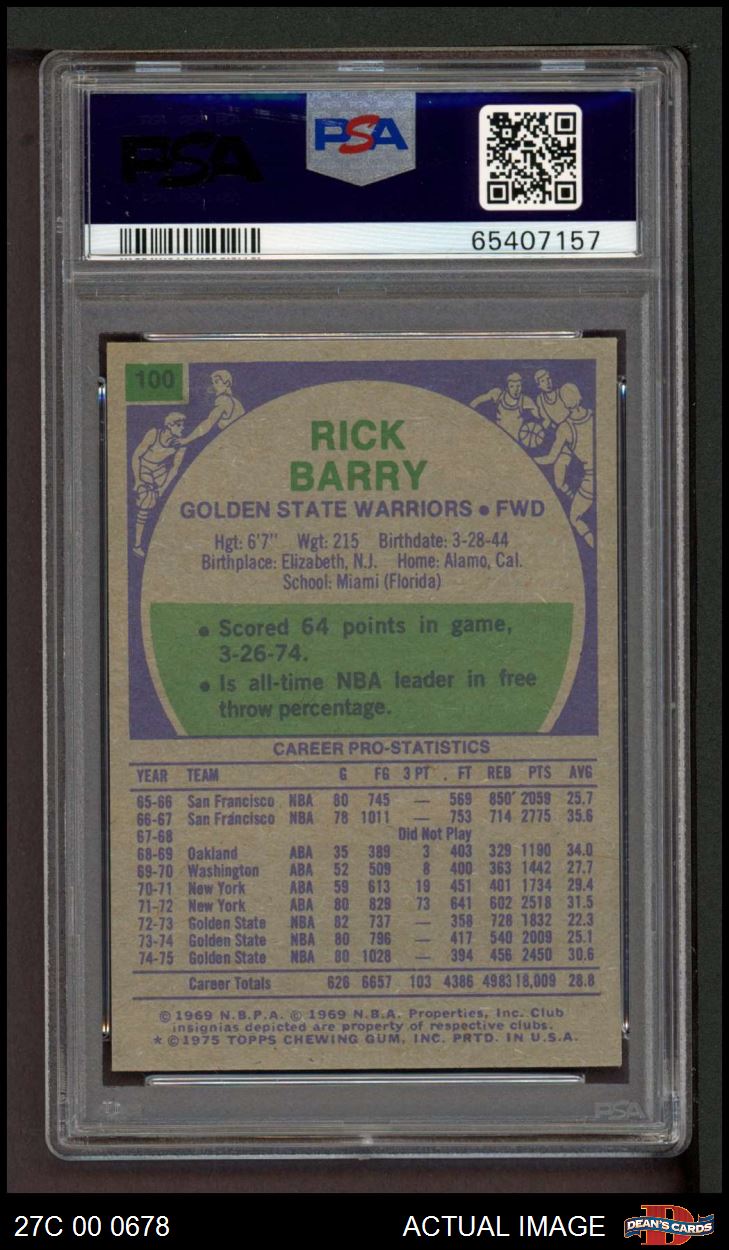 PSA
PSA
65407157
100
RICK
BARRY
GOLDEN STATE WARRIORS • FWD
Hgt: 6'7" Wgt: 215 Birthdate: 3-28-44
Birthplace: Elizabeth, N.J. Home: Alamo, Cal.
School: Miami (Florida)
• Scored 64 points in game,
3-26-74.
• Is all-time NBA leader in free
throw percentage.
CAREER PRO-STATISTICS
YEAR TEAM G FG 3 PT . FT REB PTS AVG
65-66 San Francisco NBA 80 745 — 569 850 2059 25.7
66-67 San Francisco NBA 78 1011 — 753 714 2775 35.6
67-68 Did Not Play
68-69 Oakland ABA 35 389 3 403 329 1190 34.0
69-70 Washington ABA 52 509 8 400 363 1442 27.7
70-71 New York ABA 59 613 19 451 401 1734 29.4
71-72 New York ABA 80 829 73 641 602 2518 31.5
72-73 Golden State NBA 82 737 — 358 728 1832 22.3
73-74 Golden State NBA 80 796 — 417 540 2009 25.1
74-75 Golden State NBA 80 1028 — 394 456 2450 30.6
Career Totals 626 6657 103 4386 4983 18,009 28.8
© 1969 N.B.P.A. © 1969 N.B.A. Properties, Inc. Club
insignias depicted are property of respective clubs.
* © 1975 TOPPS CHEWING GUM, INC. PRTD. IN U.S.A.
PSA
27C 00 0678
ACTUAL IMAGE
DEAN'S CARDS